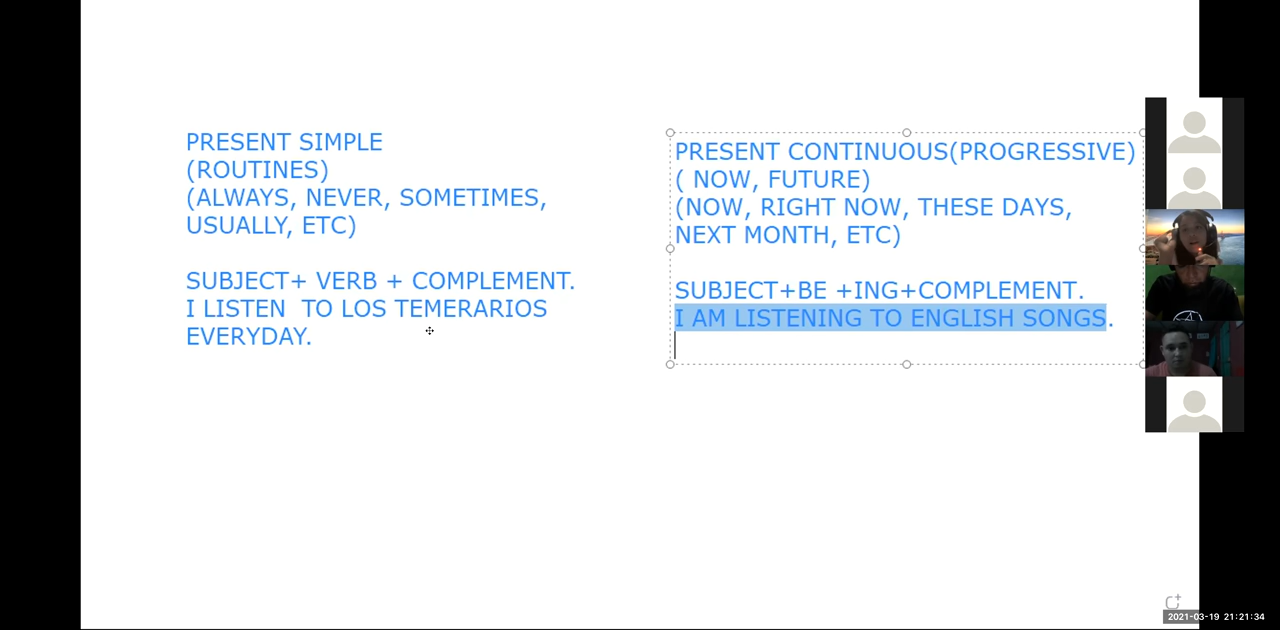 PRESENT SIMPLE
(ROUTINES)
(ALWAYS, NEVER, SOMETIMES,
USUALLY, ETC)
SUBJECT+ VERB + COMPLEMENT.
I LISTEN  TO LOS TEMERARIOS
EVERYDAY.
PRESENT CONTINUOUS(PROGRESSIVE)
( NOW, FUTURE)
(NOW, RIGHT NOW, THESE DAYS,
NEXT MONTH, ETC)
SUBJECT+BE +ING+COMPLEMENT.
I AM LISTENING TO ENGLISH SONGS.
2021-03-19 21:21:34